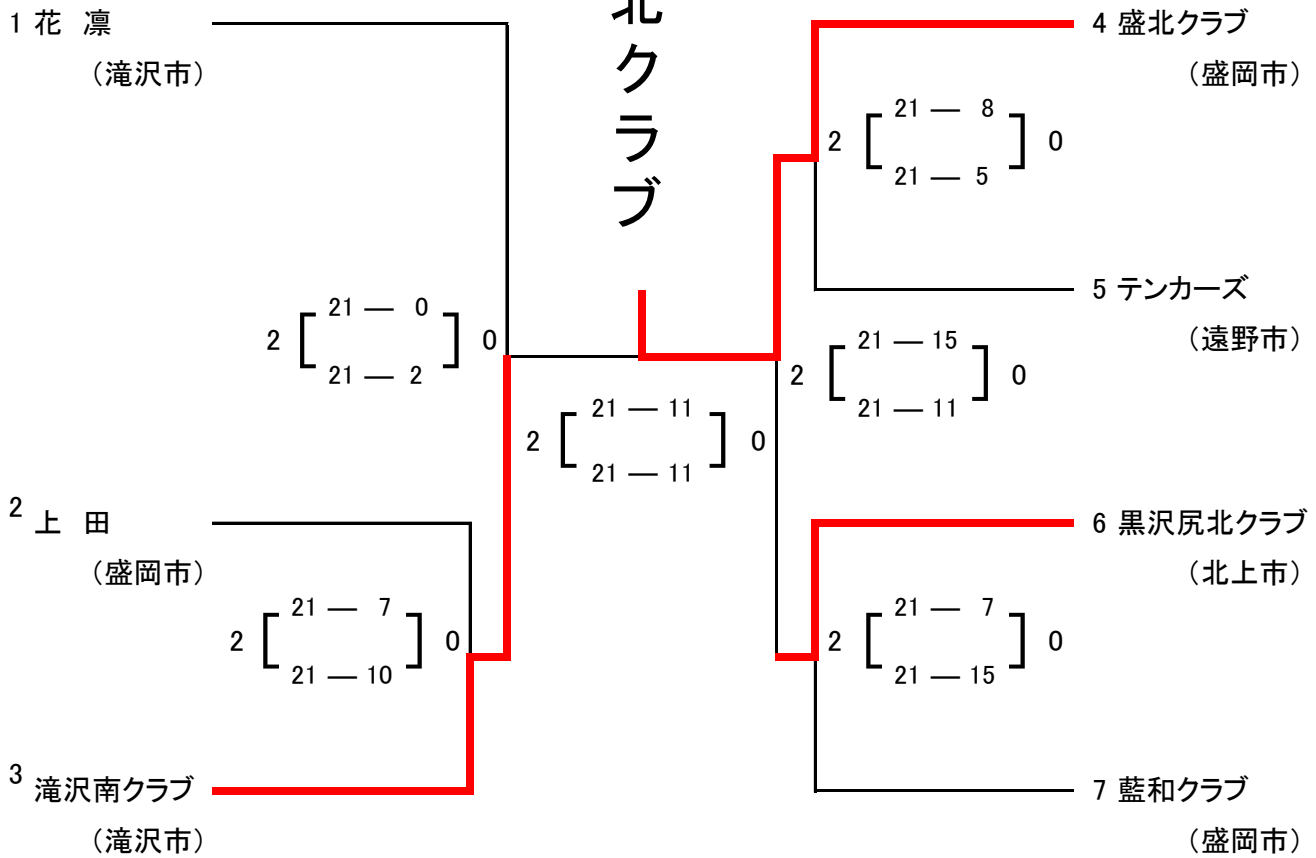 1 花 凛
（滝沢市）
北クラブ
4 盛北クラブ
（盛岡市）
21 — 8
2 [ ] 0
21 — 5
5 テンカーズ
（遠野市）
21 — 0
2 [ ] 0
21 — 2
21 — 15
2 [ ] 0
21 — 11
21 — 11
2 [ ] 0
21 — 11
2 上 田
（盛岡市）
21 — 7
2 [ ] 0
21 — 10
3 滝沢南クラブ
（滝沢市）
6 黒沢尻北クラブ
（北上市）
21 — 7
2 [ ] 0
21 — 15
7 藍和クラブ
（盛岡市）